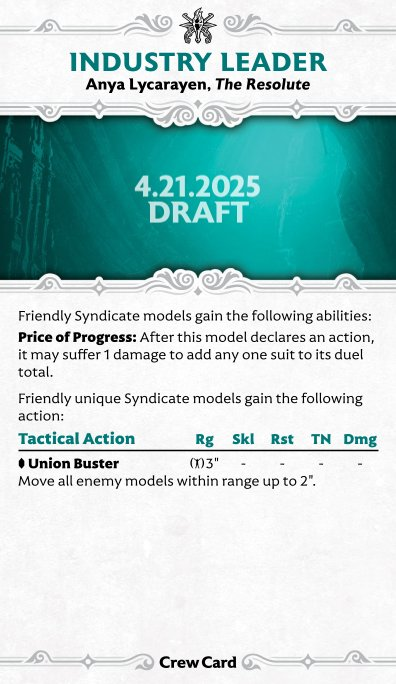 INDUSTRY LEADER
Anya Lycarayen, The Resolute
4.21.2025
DRAFT
Friendly Syndicate models gain the following abilities:
Price of Progress: After this model declares an action,
it may suffer 1 damage to add any one suit to its duel
total.
Friendly unique Syndicate models gain the following
action:
Tactical Action Rg Skl Rst TN Dmg
Union Buster 3" - - - -
Move all enemy models within range up to 2".
Crew Card